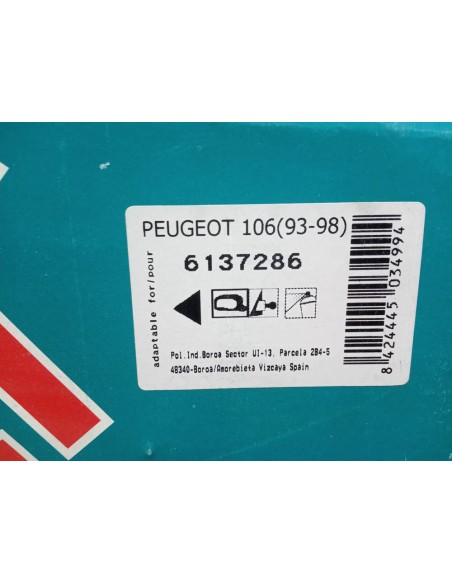 PEUGEOT 106(93-98)
adaptable for/pour
6137286
Pol.Ind.Boroa Sector UI-13, Parcela 2B4-5
48340-Boroa/Amorebieta Vizcaya Spain
8 424445 034994